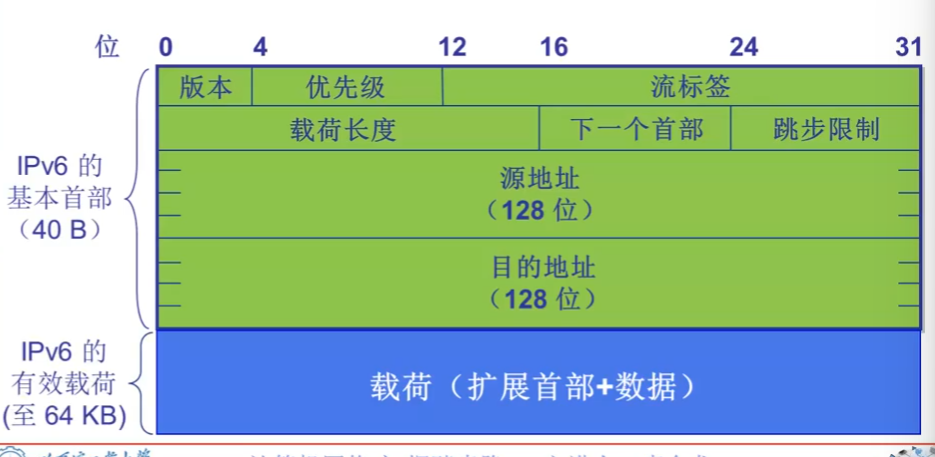 位 0 4 12 16 24 31
版本 优先级 流标签
载荷长度 下一个首部 跳步限制
IPv6 的
基本首部
（40 B）
源地址
（128 位）
目的地址
（128 位）
IPv6 的
有效载荷
(至 64 KB)
载荷（扩展首部+数据）